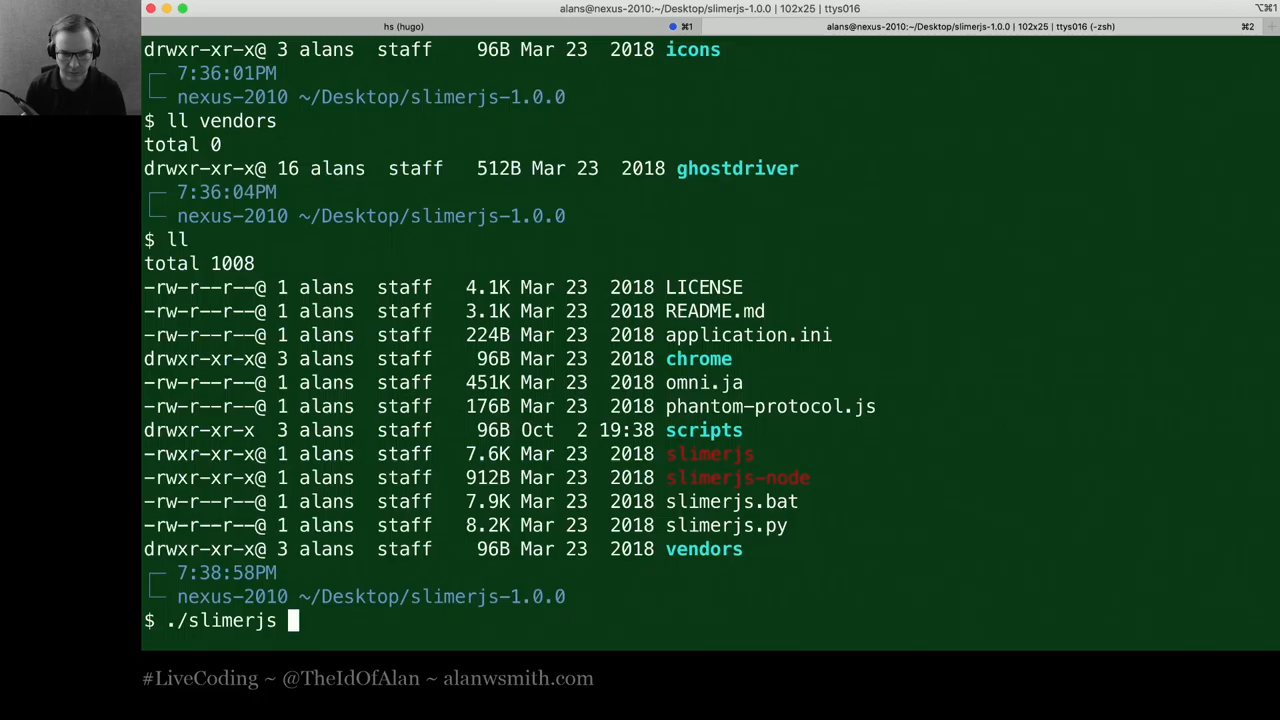 alans@nexus-2010:~/Desktop/slimerjs-1.0.0 | 102x25 | ttys016
⌥⌘1
hs (hugo)
⌘1
alans@nexus-2010:~/Desktop/slimerjs-1.0.0 | 102x25 | ttys016 (-zsh)
⌘2
drwxr-xr-x@ 3 alans staff 96B Mar 23 2018 icons
7:36:01PM
nexus-2010 ~/Desktop/slimerjs-1.0.0
$ ll vendors
total 0
drwxr-xr-x@ 16 alans staff 512B Mar 23 2018 ghostdriver
7:36:04PM
nexus-2010 ~/Desktop/slimerjs-1.0.0
$ ll
total 1008
-rw-r--r--@ 1 alans staff 4.1K Mar 23 2018 LICENSE
-rw-r--r--@ 1 alans staff 3.1K Mar 23 2018 README.md
-rw-r--r--@ 1 alans staff 224B Mar 23 2018 application.ini
drwxr-xr-x@ 3 alans staff 96B Mar 23 2018 chrome
-rw-r--r--@ 1 alans staff 451K Mar 23 2018 omni.ja
-rw-r--r--@ 1 alans staff 176B Mar 23 2018 phantom-protocol.js
drwxr-xr-x 3 alans staff 96B Oct 2 19:38 scripts
-rw-r--r--@ 1 alans staff 7.6K Mar 23 2018 slimerjs
-rw-r--r--@ 1 alans staff 912B Mar 23 2018 slimerjs-node
-rw-r--r--@ 1 alans staff 7.9K Mar 23 2018 slimerjs.bat
-rw-r--r--@ 1 alans staff 8.2K Mar 23 2018 slimerjs.py
drwxr-xr-x@ 3 alans staff 96B Mar 23 2018 vendors
7:38:58PM
nexus-2010 ~/Desktop/slimerjs-1.0.0
$ ./slimerjs
#LiveCoding ~ @TheIdOfAlan ~ alanwsmith.com